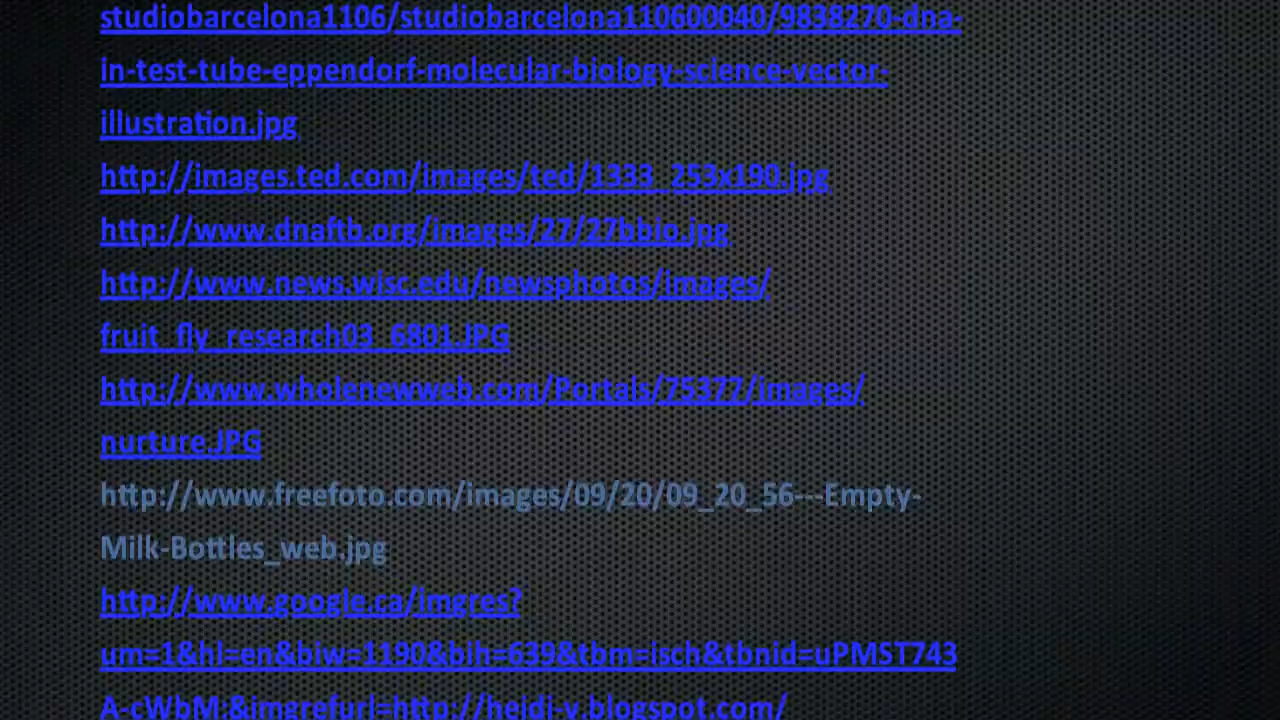 studiobarcelona1106/studiobarcelona110600040/9838270-dna-
in-test-tube-eppendorf-molecular-biology-science-vector-
illustration.jpg
http://images.ted.com/images/ted/1333_253x190.jpg
http://www.dnaftb.org/images/27/27bbio.jpg
http://www.news.wisc.edu/newsphotos/images/
fruit_fly_research03_6801.JPG
http://www.wholenewweb.com/Portals/75377/images/
nurture.JPG
http://www.freefoto.com/images/09/20/09_20_56---Empty-
Milk-Bottles_web.jpg
http://www.google.ca/imgres?
um=1&hl=en&biw=1190&bih=639&tbm=isch&tbnid=uPMST743
A-cWbM:&imgrefurl=http://heidi-v.blogspot.com/